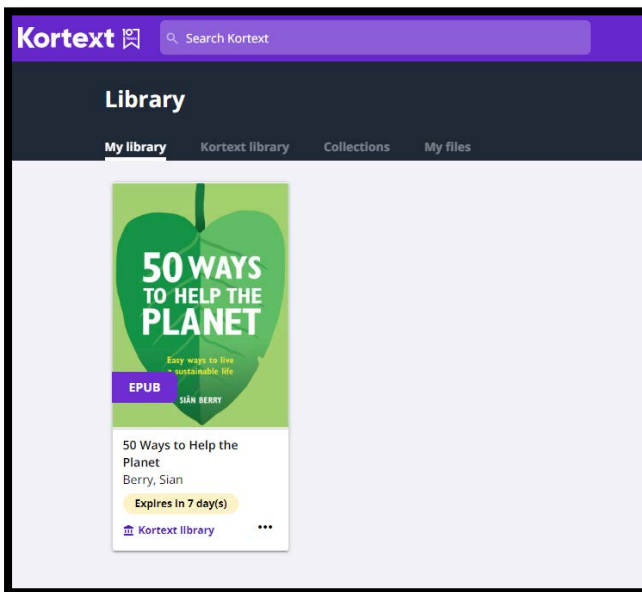 Kortext 10 YEARS
Search Kortext
Library
My library Kortext library Collections My files
50 WAYS
TO HELP THE
PLANET
Easy ways to live
a sustainable life
EPUB
SIÂN BERRY
50 Ways to Help the
Planet
Berry, Sian
Expires in 7 day(s)
Kortext library